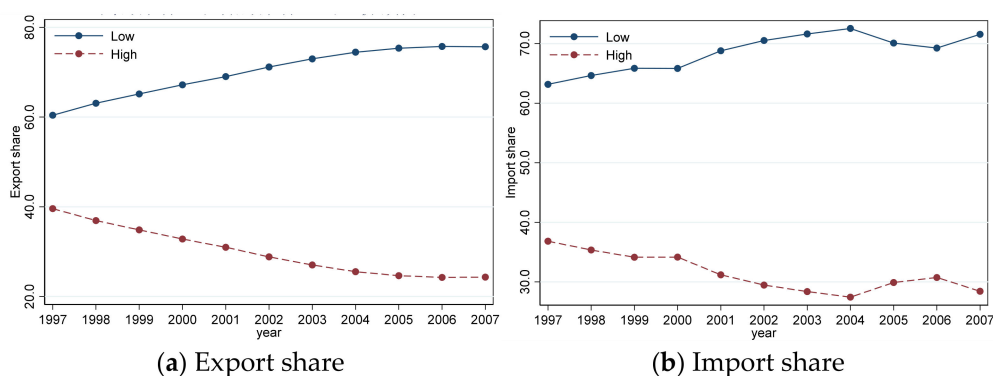 80.0
60.0
40.0
20.0
Export share
Low
High
1997 1998 1999 2000 2001 2002 2003 2004 2005 2006 2007
year
(a) Export share
70.0
60.0
50.0
40.0
30.0
Import share
Low
High
1997 1998 1999 2000 2001 2002 2003 2004 2005 2006 2007
year
(b) Import share